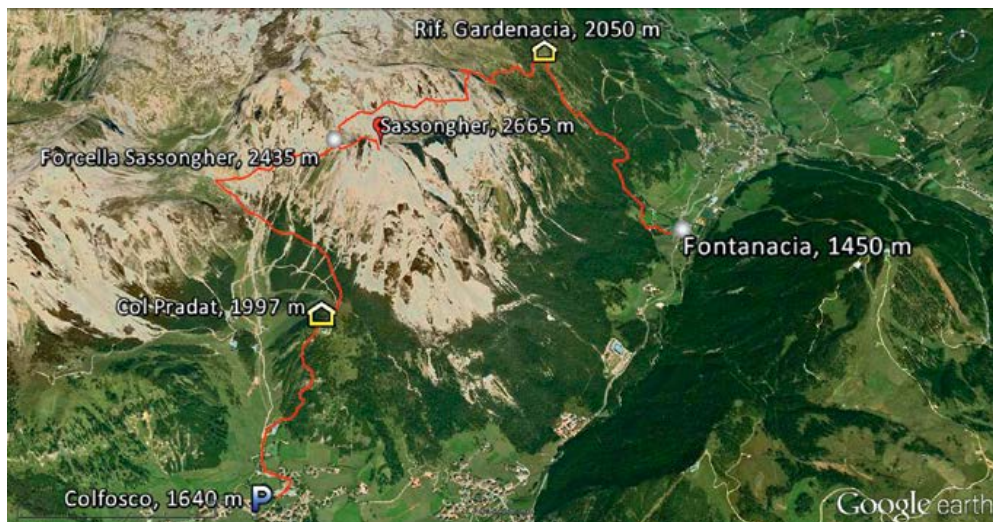 Rif. Gardenacia, 2050 m
Sassongher, 2665 m
Forcella Sassongher, 2435 m
Fontanacia, 1450 m
Col Pradat, 1997 m
Colfosco, 1640 m P
Google earth